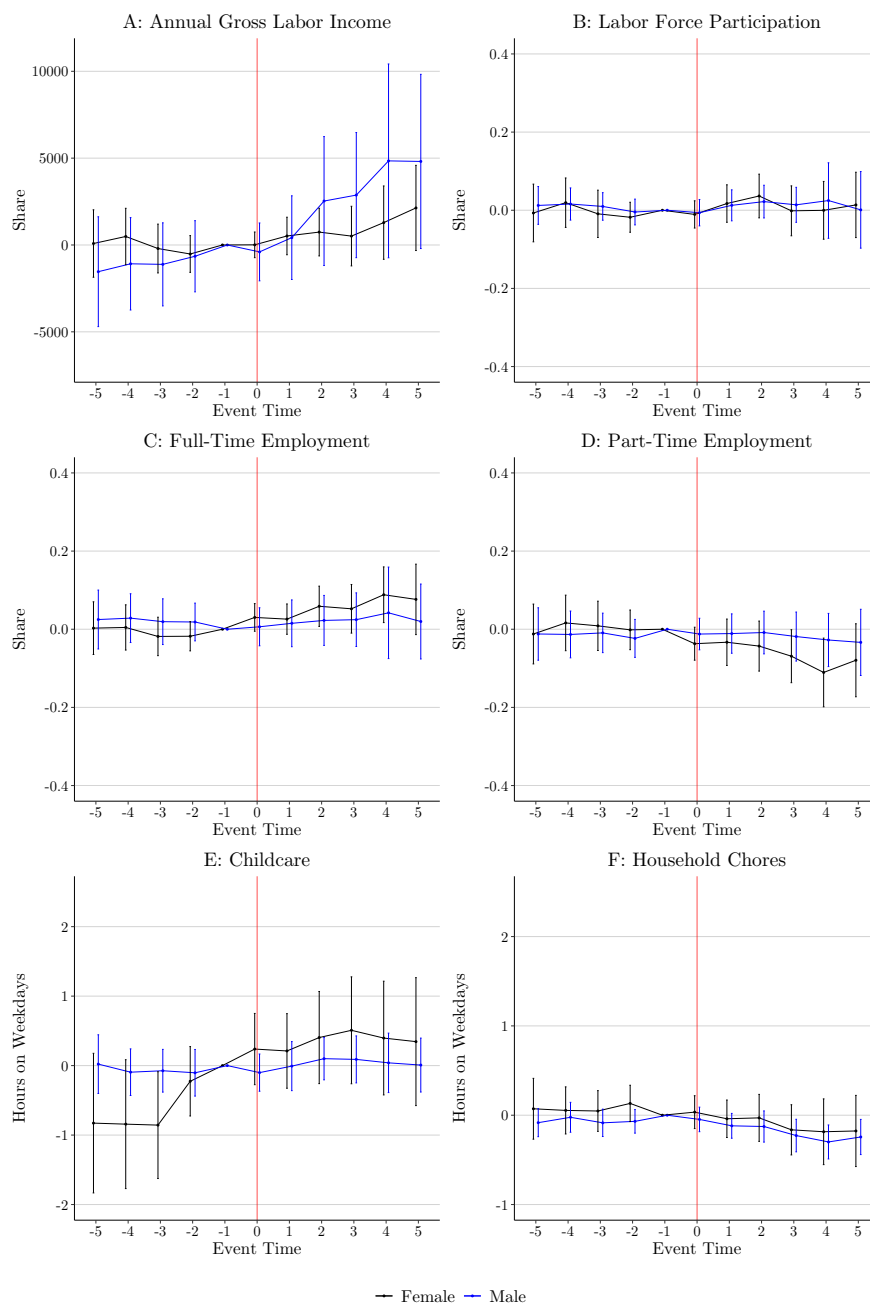 A: Annual Gross Labor Income
B: Labor Force Participation
10000
5000
0
-5000
Share
-5 -4 -3 -2 -1 0 1 2 3 4 5
Event Time
0.4
0.2
0.0
-0.2
-0.4
Share
-5 -4 -3 -2 -1 0 1 2 3 4 5
Event Time
C: Full-Time Employment
D: Part-Time Employment
0.4
0.2
0.0
-0.2
-0.4
Share
-5 -4 -3 -2 -1 0 1 2 3 4 5
Event Time
0.4
0.2
0.0
-0.2
-0.4
Share
-5 -4 -3 -2 -1 0 1 2 3 4 5
Event Time
E: Childcare
F: Household Chores
2
1
0
-1
-2
Hours on Weekdays
-5 -4 -3 -2 -1 0 1 2 3 4 5
Event Time
2
1
0
-1
Hours on Weekdays
-5 -4 -3 -2 -1 0 1 2 3 4 5
Event Time
Female Male